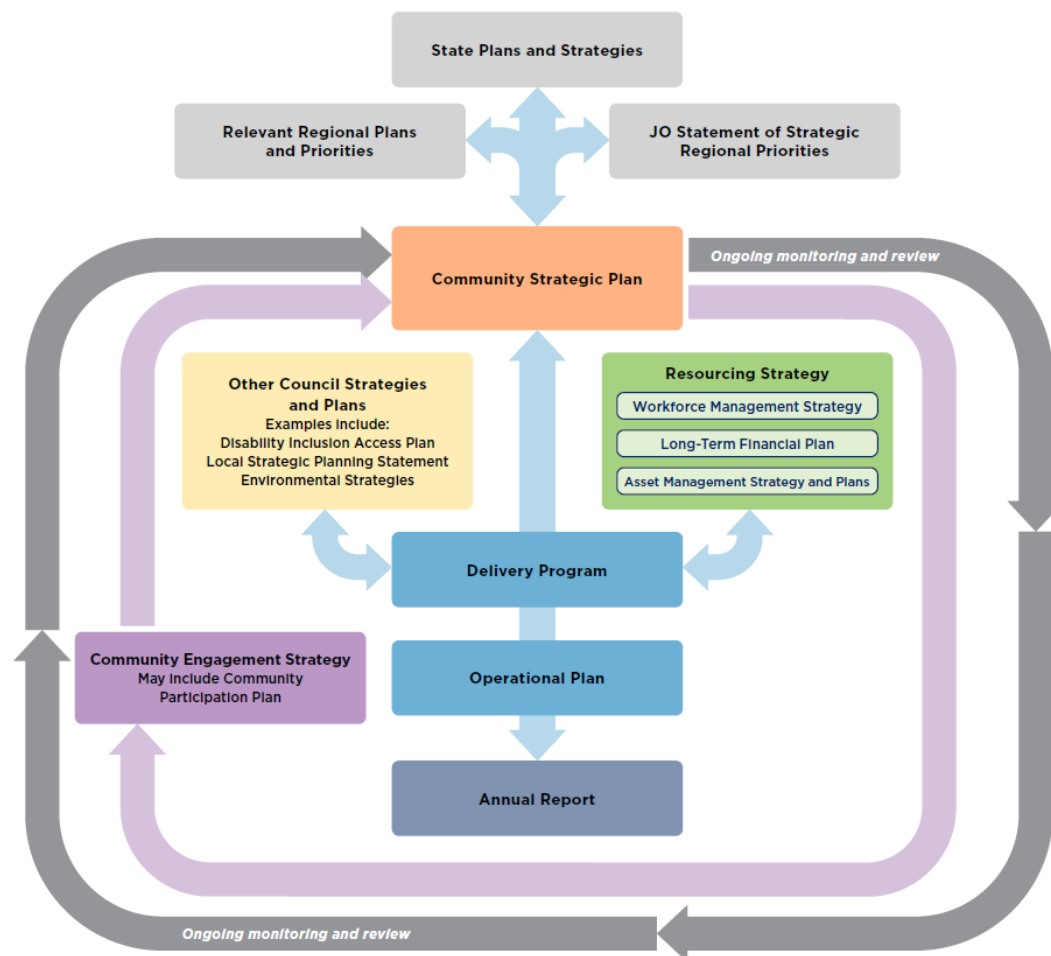 State Plans and Strategies
Relevant Regional Plans
and Priorities
JO Statement of Strategic
Regional Priorities
Community Strategic Plan
Ongoing monitoring and review
Other Council Strategies
and Plans
Examples include:
Disability Inclusion Access Plan
Local Strategic Planning Statement
Environmental Strategies
Resourcing Strategy
Workforce Management Strategy
Long-Term Financial Plan
Asset Management Strategy and Plans
Delivery Program
Community Engagement Strategy
May Include Community
Participation Plan
Operational Plan
Annual Report
Ongoing monitoring and review